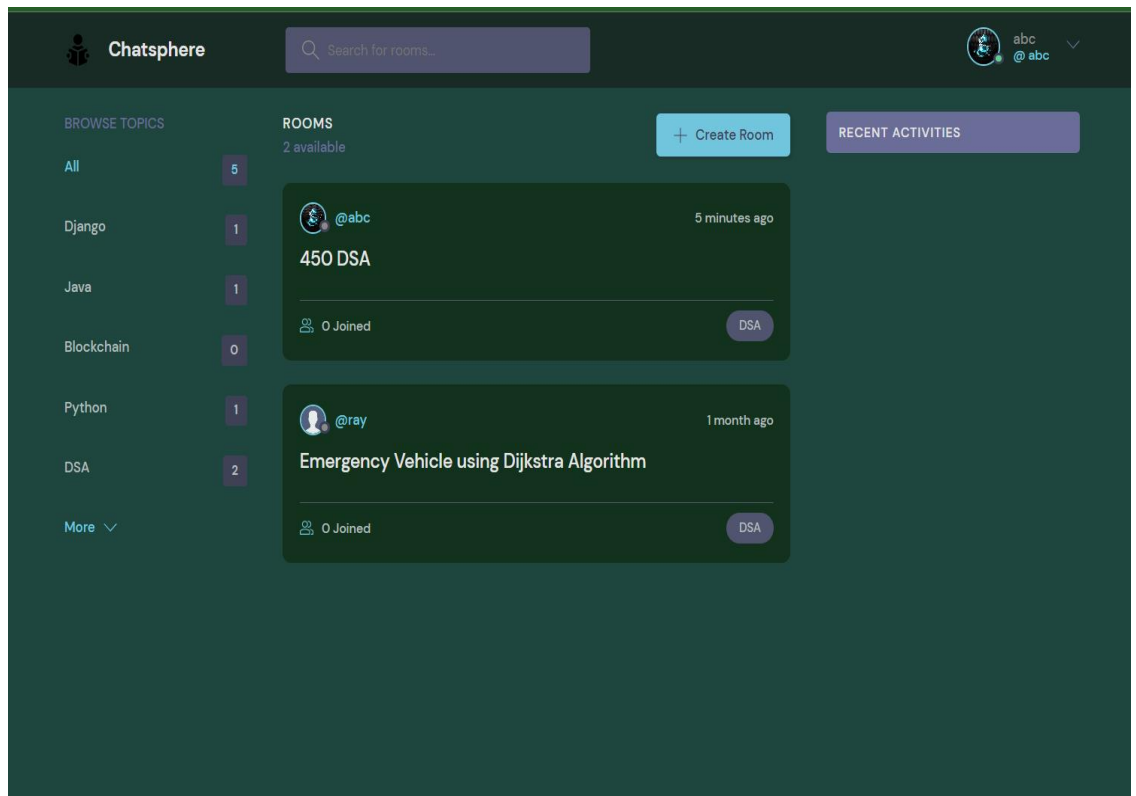 Chatsphere
Search for rooms...
abc
@ abc
BROWSE TOPICS
All 5
Django 1
Java 1
Blockchain 0
Python 1
DSA 2
More
ROOMS
2 available
+ Create Room
@abc 5 minutes ago
450 DSA
0 Joined DSA
@ray 1 month ago
Emergency Vehicle using Dijkstra Algorithm
0 Joined DSA
RECENT ACTIVITIES